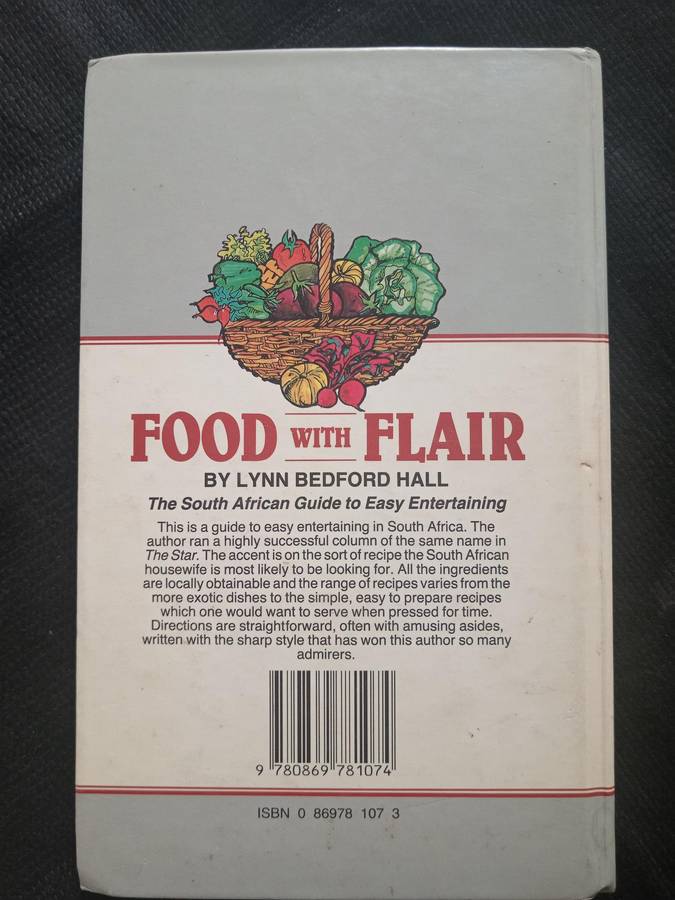 FOOD WITH FLAIR
BY LYNN BEDFORD HALL
The South African Guide to Easy Entertaining
This is a guide to easy entertaining in South Africa. The
author ran a highly successful column of the same name in
The Star. The accent is on the sort of recipe the South African
housewife is most likely to be looking for. All the ingredients
are locally obtainable and the range of recipes varies from the
more exotic dishes to the simple, easy to prepare recipes
which one would want to serve when pressed for time.
Directions are straightforward, often with amusing asides,
written with the sharp style that has won this author so many
admirers.
9 780869 781074
ISBN 0 86978 107 3